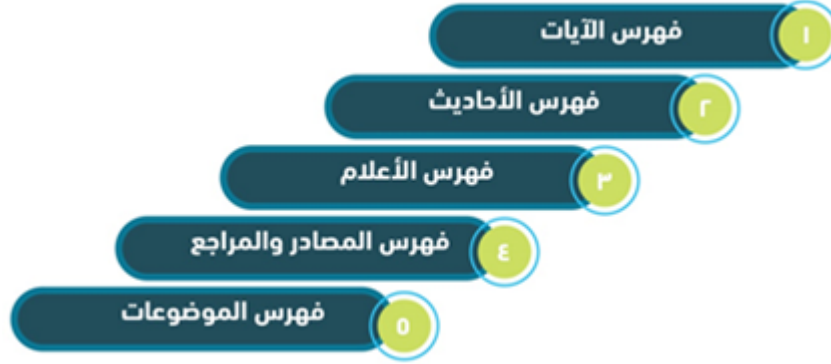 ١ فهرس الآيات
٢ فهرس الأحاديث
٣ فهرس الأعلام
٤ فهرس المصادر والمراجع
٥ فهرس الموضوعات